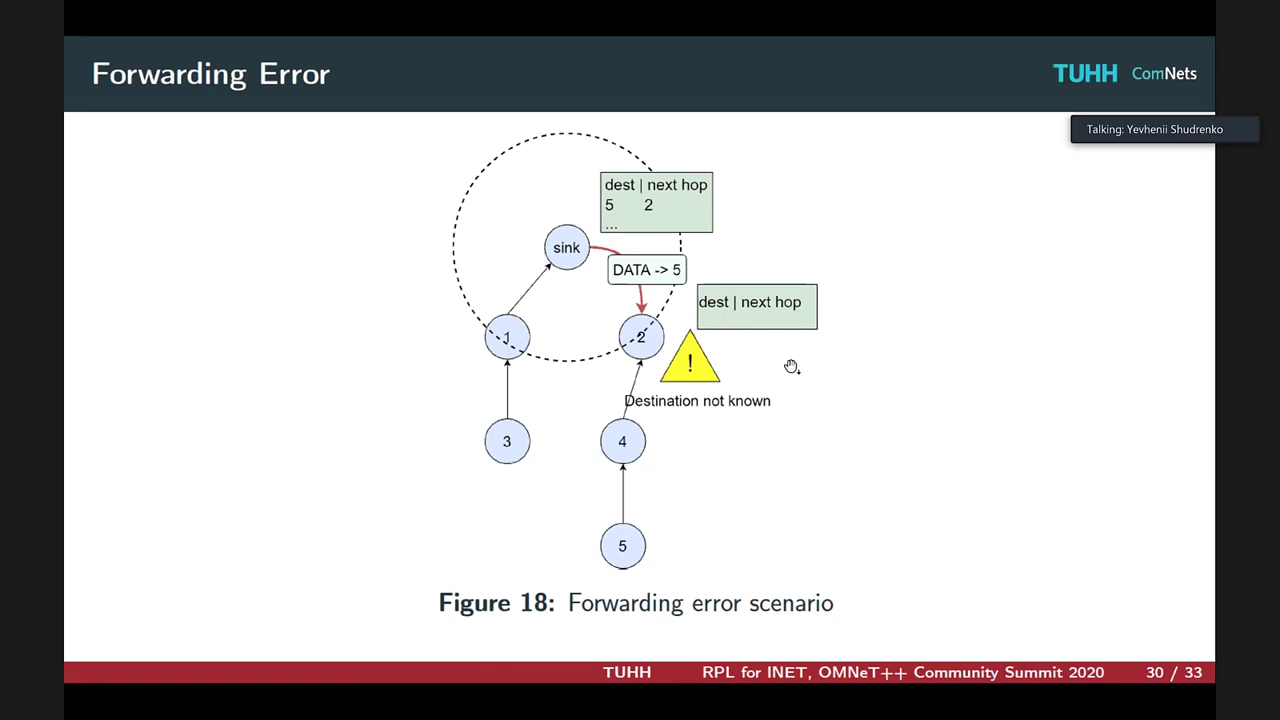 Forwarding Error
TUHH ComNets
Talking: Yevhenii Shudrenko
dest | next hop
5 2
...
sink
DATA -> 5
dest | next hop
1
2
!
Destination not known
3
4
5
Figure 18: Forwarding error scenario
TUHH RPL for INET, OMNeT++ Community Summit 2020 30 / 33